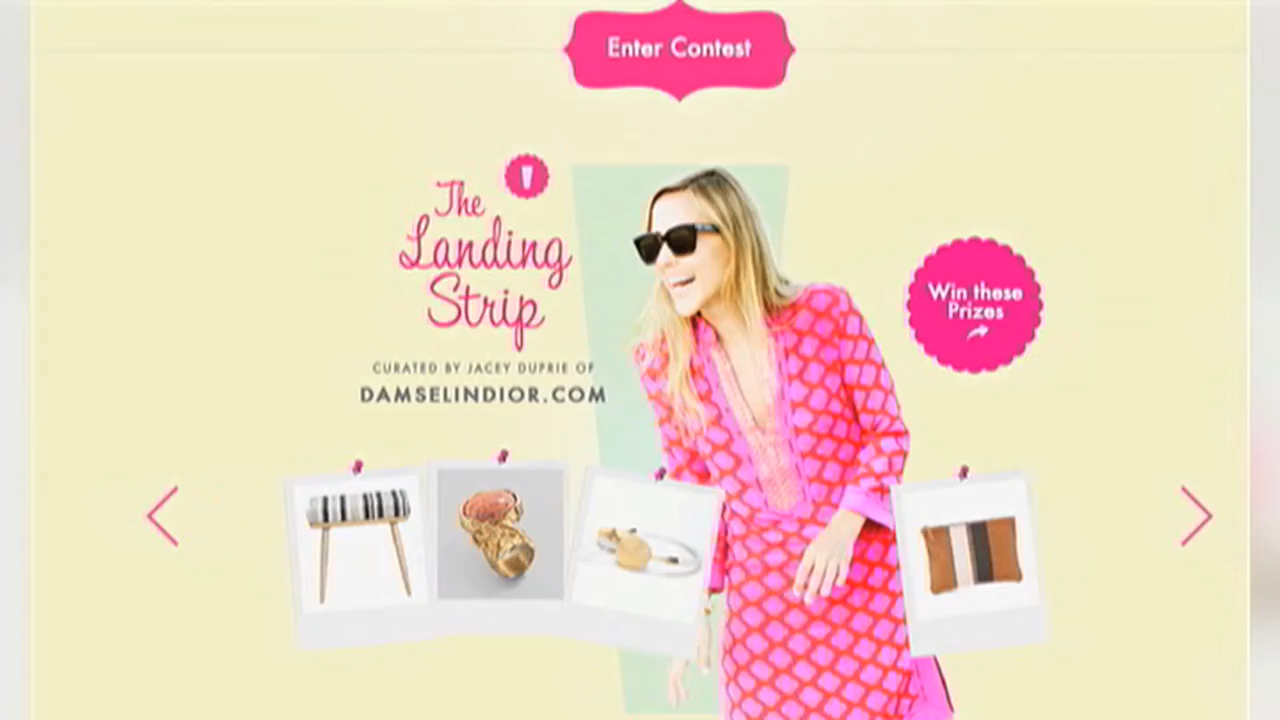 Enter Contest
The
Landing
Strip
CURATED BY JACEY DUPRIE OF
DAMSELINDIOR.COM
Win these
Prizes